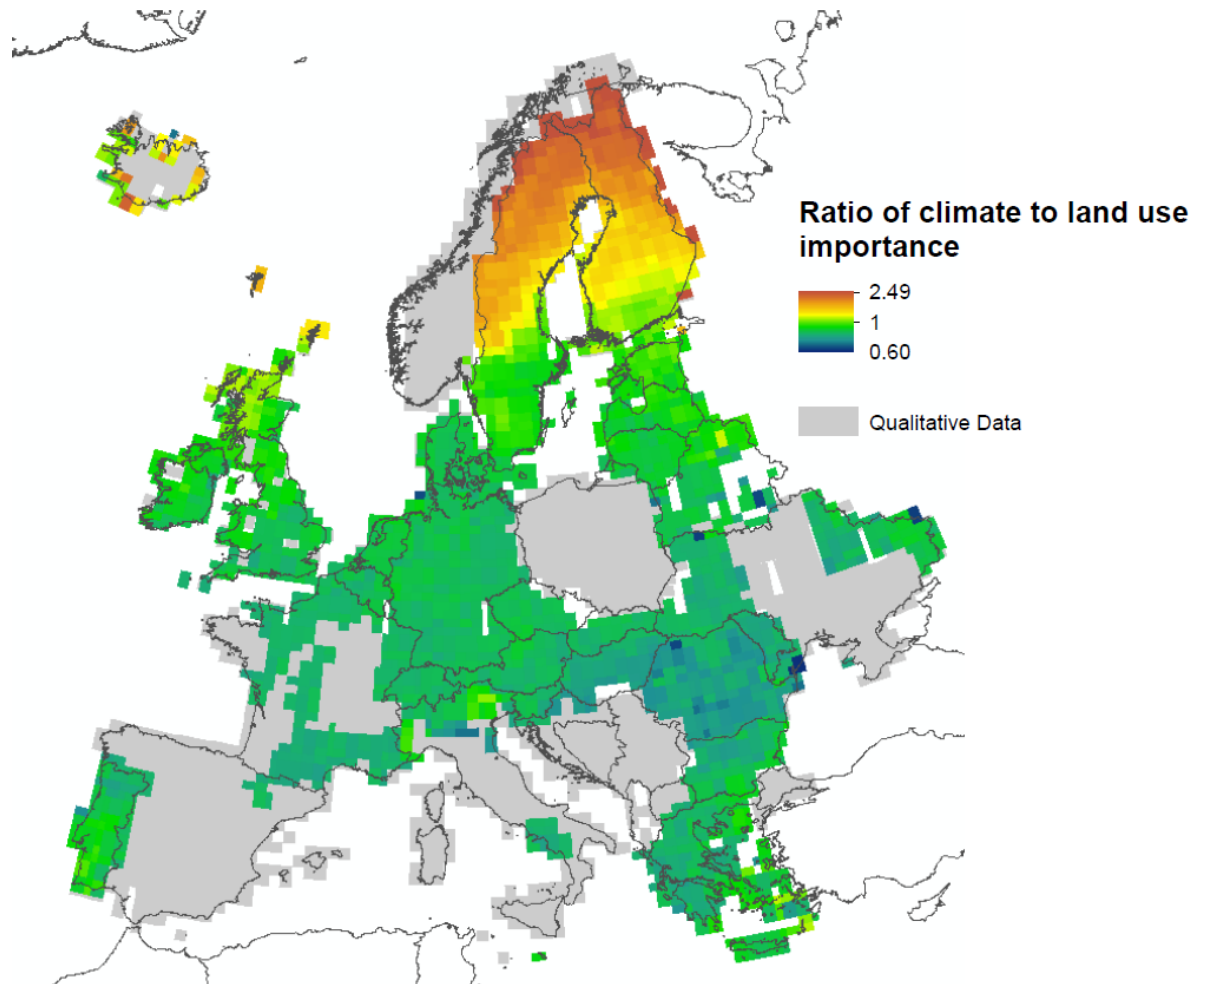 Ratio of climate to land use
importance
2.49
1
0.60
Qualitative Data